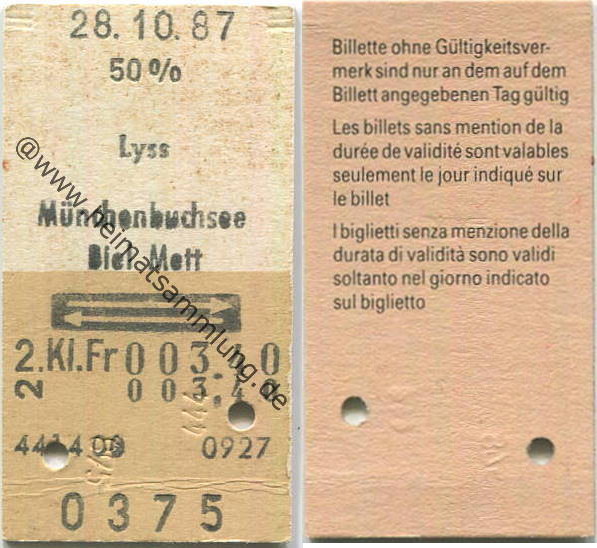 28.10.87
50%
Lyss
Münchenbuchsee
Biel Mett
2.Kl.Fr 003.40
2 003.40
0927
0375
@www.heimatsammlung.de
Billette ohne Gültigkeitsver-
merk sind nur an dem auf dem
Billett angegebenen Tag gültig
Les billets sans mention de la
durée de validité sont valables
seulement le jour indiqué sur
le billet
I biglietti senza menzione della
durata di validità sono validi
soltanto nel giorno indicato
sul biglietto